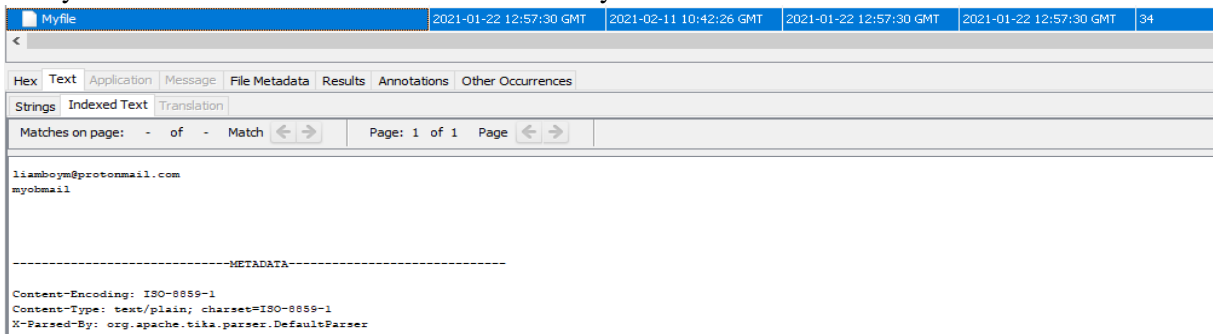 Myfile 2021-01-22 12:57:30 GMT 2021-02-11 10:42:26 GMT 2021-01-22 12:57:30 GMT 2021-01-22 12:57:30 GMT 34
<
Hex Text Application Message File Metadata Results Annotations Other Occurrences
Strings Indexed Text Translation
Matches on page: - of - Match Page: 1 of 1 Page
liamboym@protonmail.com
myobmail
------------------------------METADATA------------------------------
Content-Encoding: ISO-8859-1
Content-Type: text/plain; charset=ISO-8859-1
X-Parsed-By: org.apache.tika.parser.DefaultParser